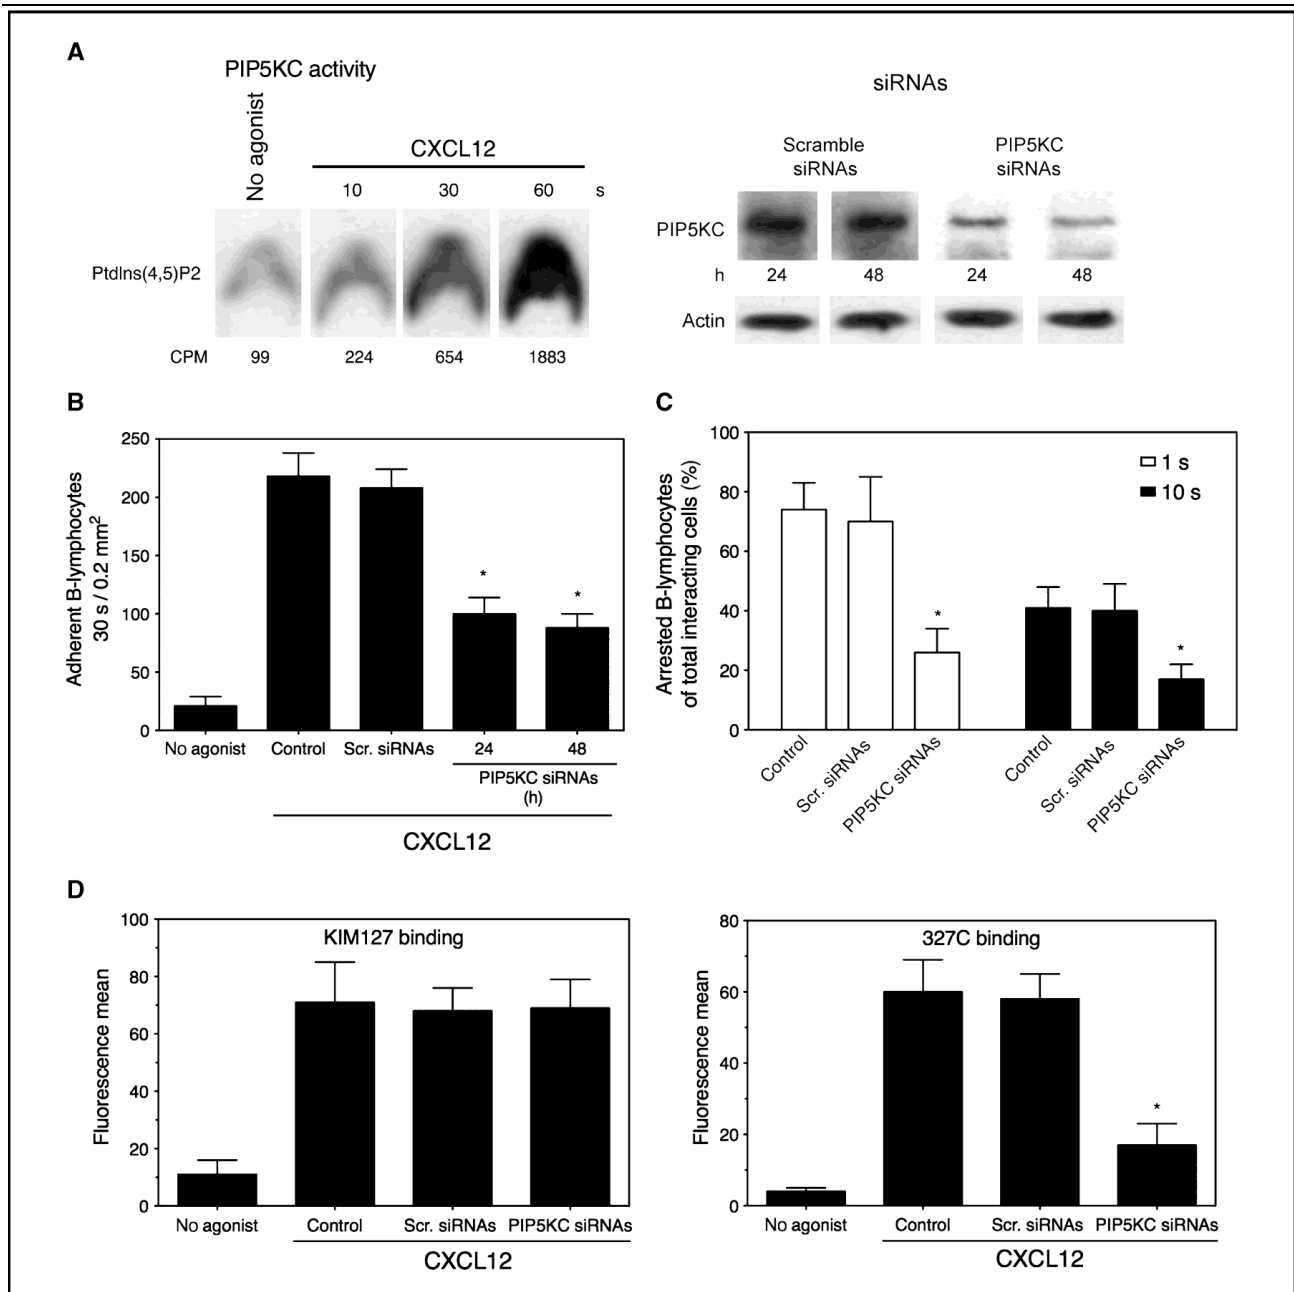 A
PIP5KC activity
No agonist
CXCL12
10 30 60 s
PtdIns(4,5)P2
CPM 99 224 654 1883
siRNAs
Scramble siRNAs
PIP5KC siRNAs
PIP5KC
h 24 48 24 48
Actin
B
Adherent B-lymphocytes
30 s / 0.2 mm2
250
200
150
100
50
0
* *
No agonist Control Scr. siRNAs 24 48
PIP5KC siRNAs
(h)
CXCL12
C
Arrested B-lymphocytes
of total interacting cells (%)
100
80
60
40
20
0
1 s
10 s
* *
Control Scr. siRNAs PIP5KC siRNAs Control Scr. siRNAs PIP5KC siRNAs
D
KIM127 binding
Fluorescence mean
100
80
60
40
20
0
No agonist Control Scr. siRNAs PIP5KC siRNAs
CXCL12
327C binding
Fluorescence mean
80
60
40
20
0
*
No agonist Control Scr. siRNAs PIP5KC siRNAs
CXCL12